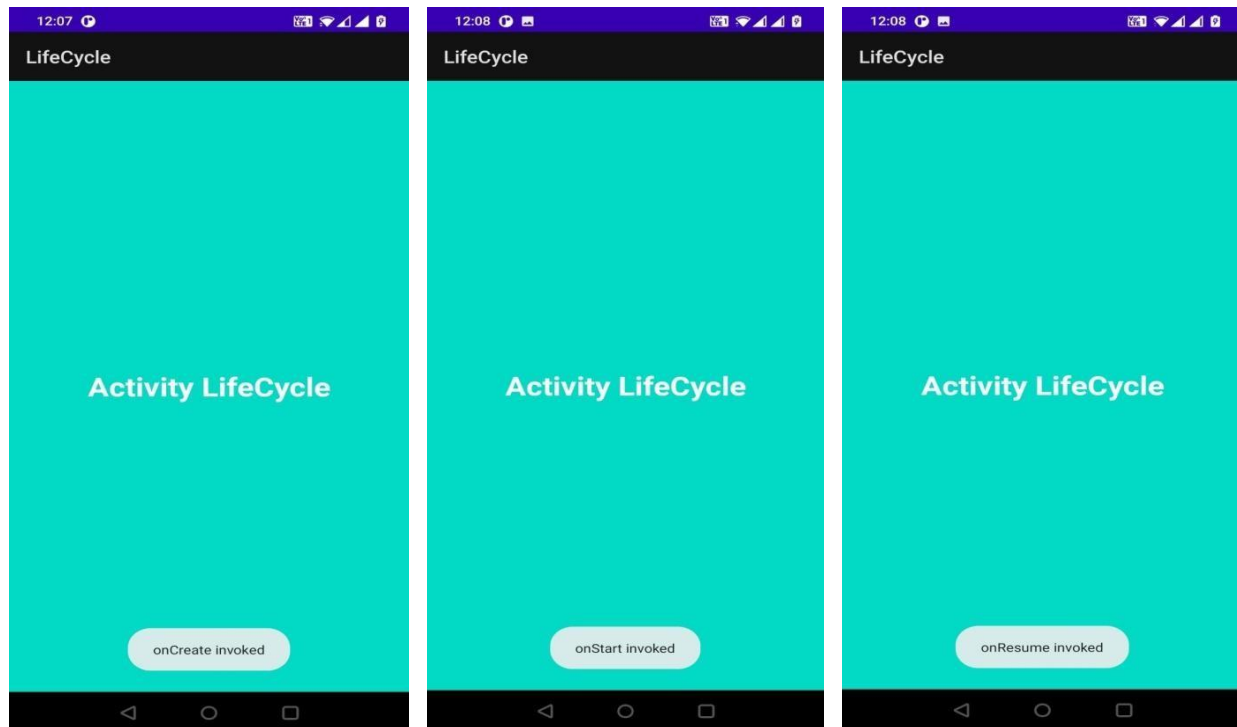 12:07
LifeCycle
Activity LifeCycle
onCreate invoked
12:08
LifeCycle
Activity LifeCycle
onStart invoked
12:08
LifeCycle
Activity LifeCycle
onResume invoked